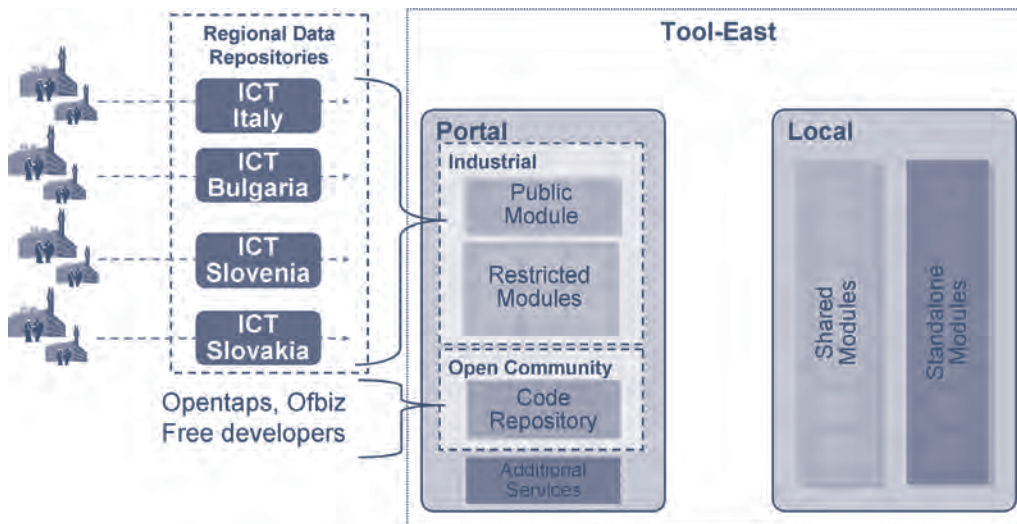 Regional Data
Repositories
ICT
Italy
ICT
Bulgaria
ICT
Slovenia
ICT
Slovakia
Opentaps, Ofbiz
Free developers
Tool-East
Portal
Industrial
Public
Module
Restricted
Modules
Open Community
Code
Repository
Additional
Services
Local
Shared
Modules
Standalone
Modules